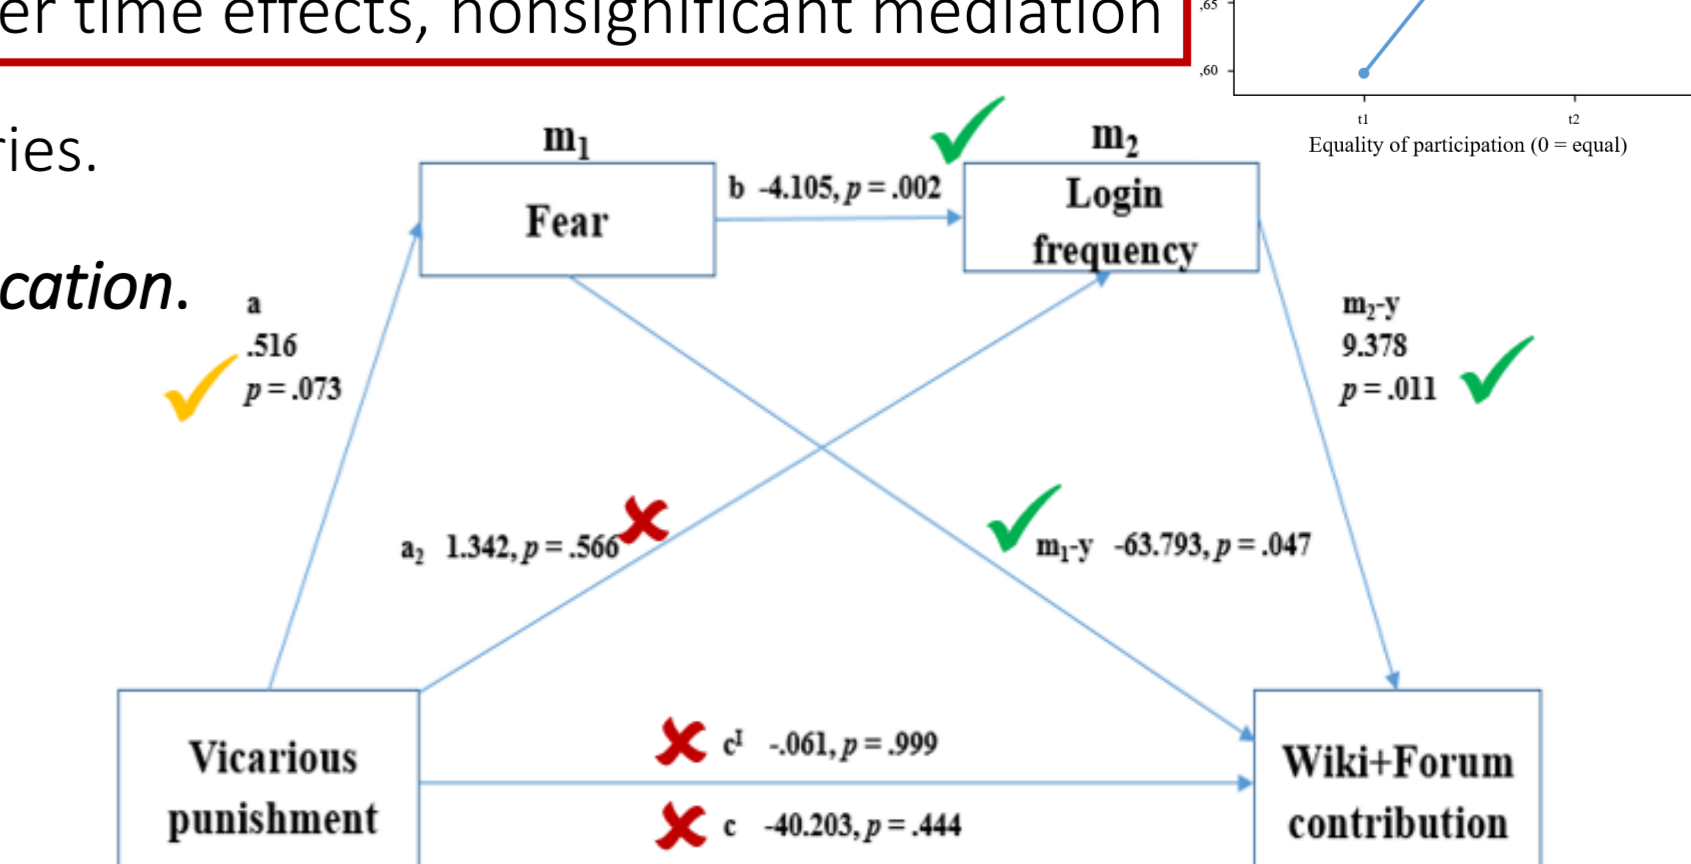 er time effects, nonsignificant mediation
,65
,60
t1
t2
Equality of participation (0 = equal)
ries.
cation.
m1
m2
Fear
b -4.105, p = .002
Login
frequency
a
.516
p = .073
m2-y
9.378
p = .011
a2 1.342, p = .566
m1-y -63.793, p = .047
Vicarious
punishment
cI -.061, p = .999
c -40.203, p = .444
Wiki+Forum
contribution